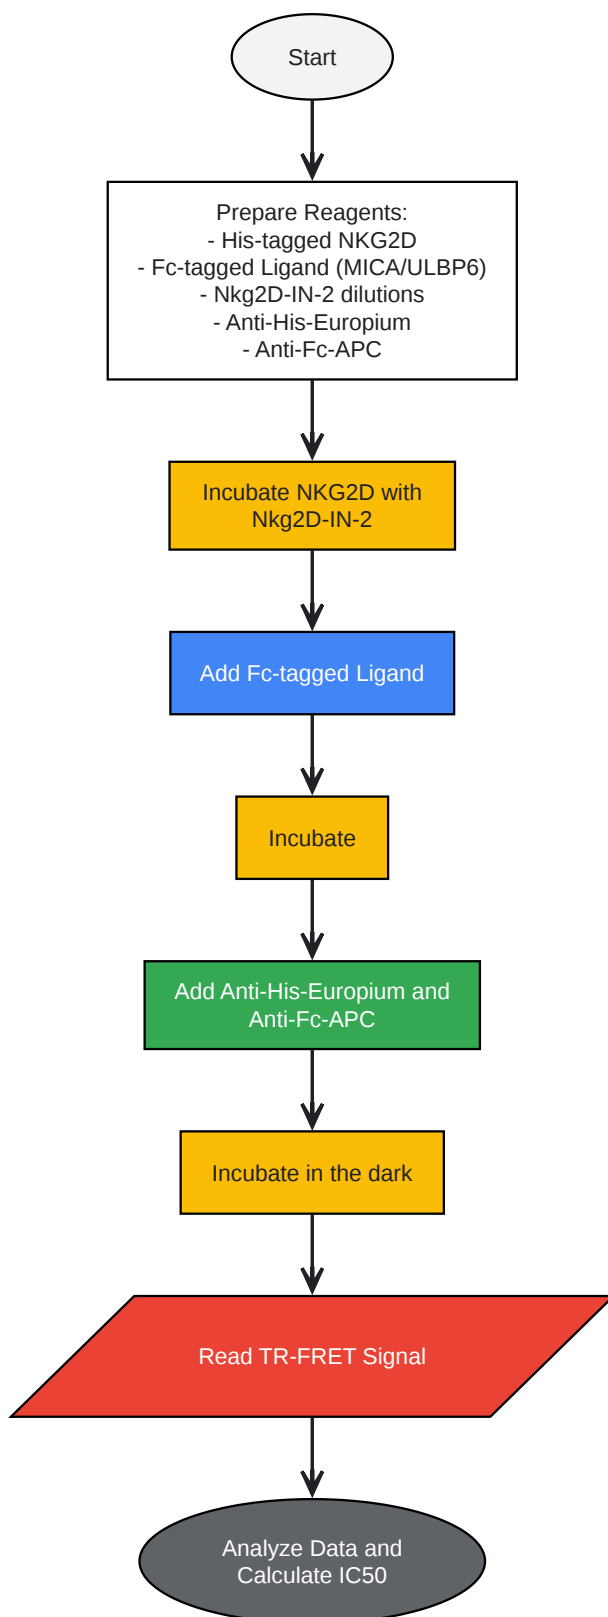 Start
Prepare Reagents:
- His-tagged NKG2D
- Fc-tagged Ligand (MICA/ULBP6)
- Nkg2D-IN-2 dilutions
- Anti-His-Europium
- Anti-Fc-APC
Incubate NKG2D with
Nkg2D-IN-2
Add Fc-tagged Ligand
Incubate
Add Anti-His-Europium and
Anti-Fc-APC
Incubate in the dark
Read TR-FRET Signal
Analyze Data and
Calculate IC50